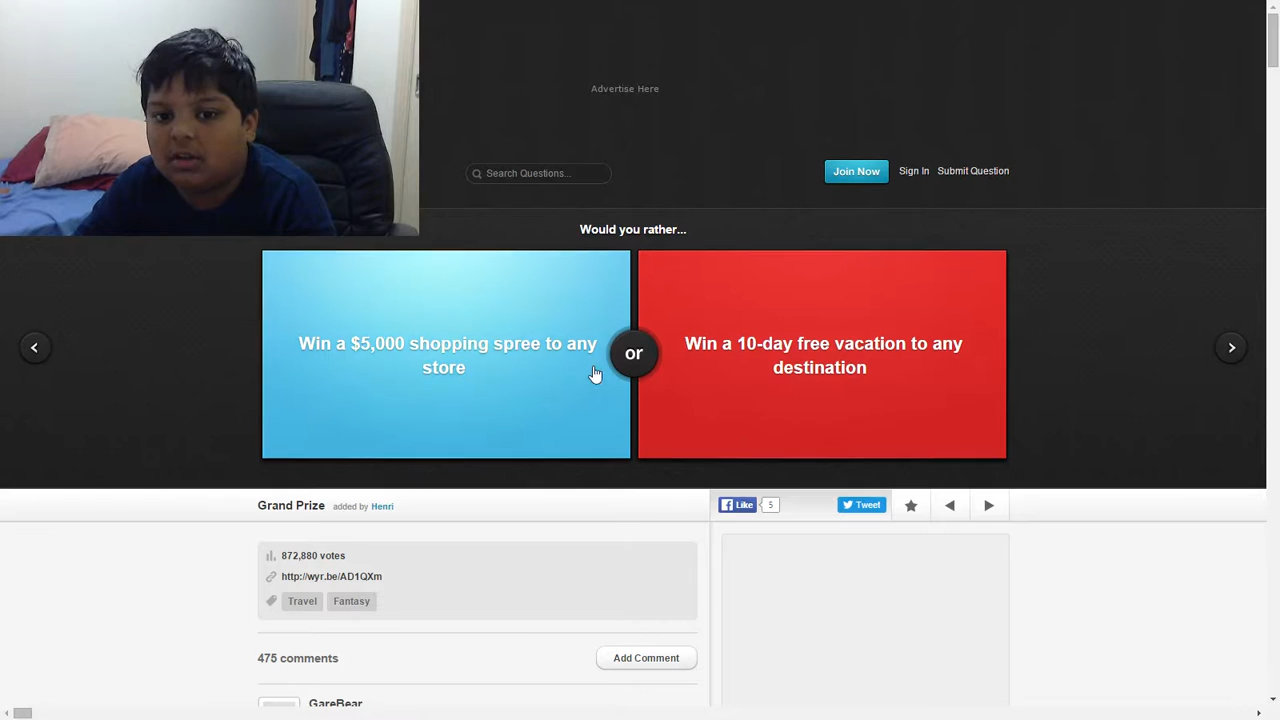 Advertise Here
Search Questions...
Join Now
Sign In
Submit Question
Would you rather...
Win a $5,000 shopping spree to any
store
or
Win a 10-day free vacation to any
destination
Grand Prize added by Henri
Like 5
Tweet
872,880 votes
http://wyr.be/AD1QXm
Travel Fantasy
475 comments
Add Comment
GareBear